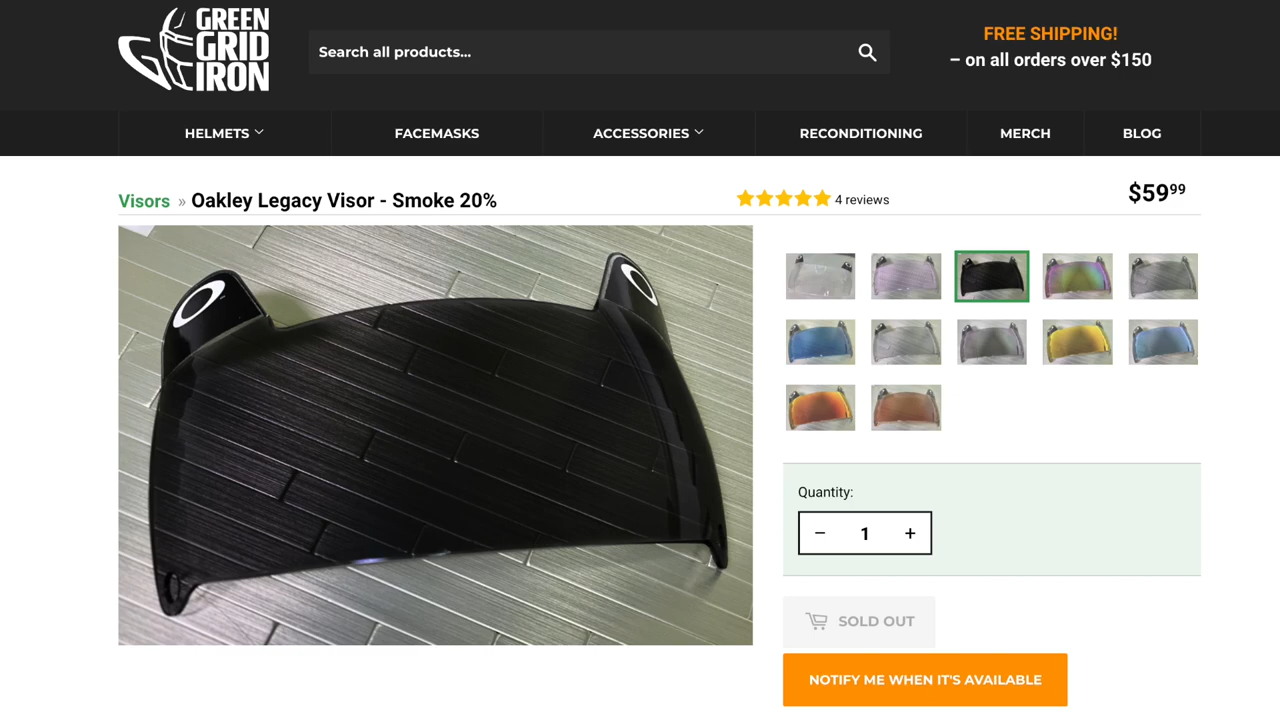 GREEN
GRID
IRON
Search all products...
FREE SHIPPING!
– on all orders over $150
HELMETS
FACEMASKS
ACCESSORIES
RECONDITIONING
MERCH
BLOG
Visors » Oakley Legacy Visor - Smoke 20%
4 reviews
$5999
Quantity:
− 1 +
SOLD OUT
NOTIFY ME WHEN IT'S AVAILABLE